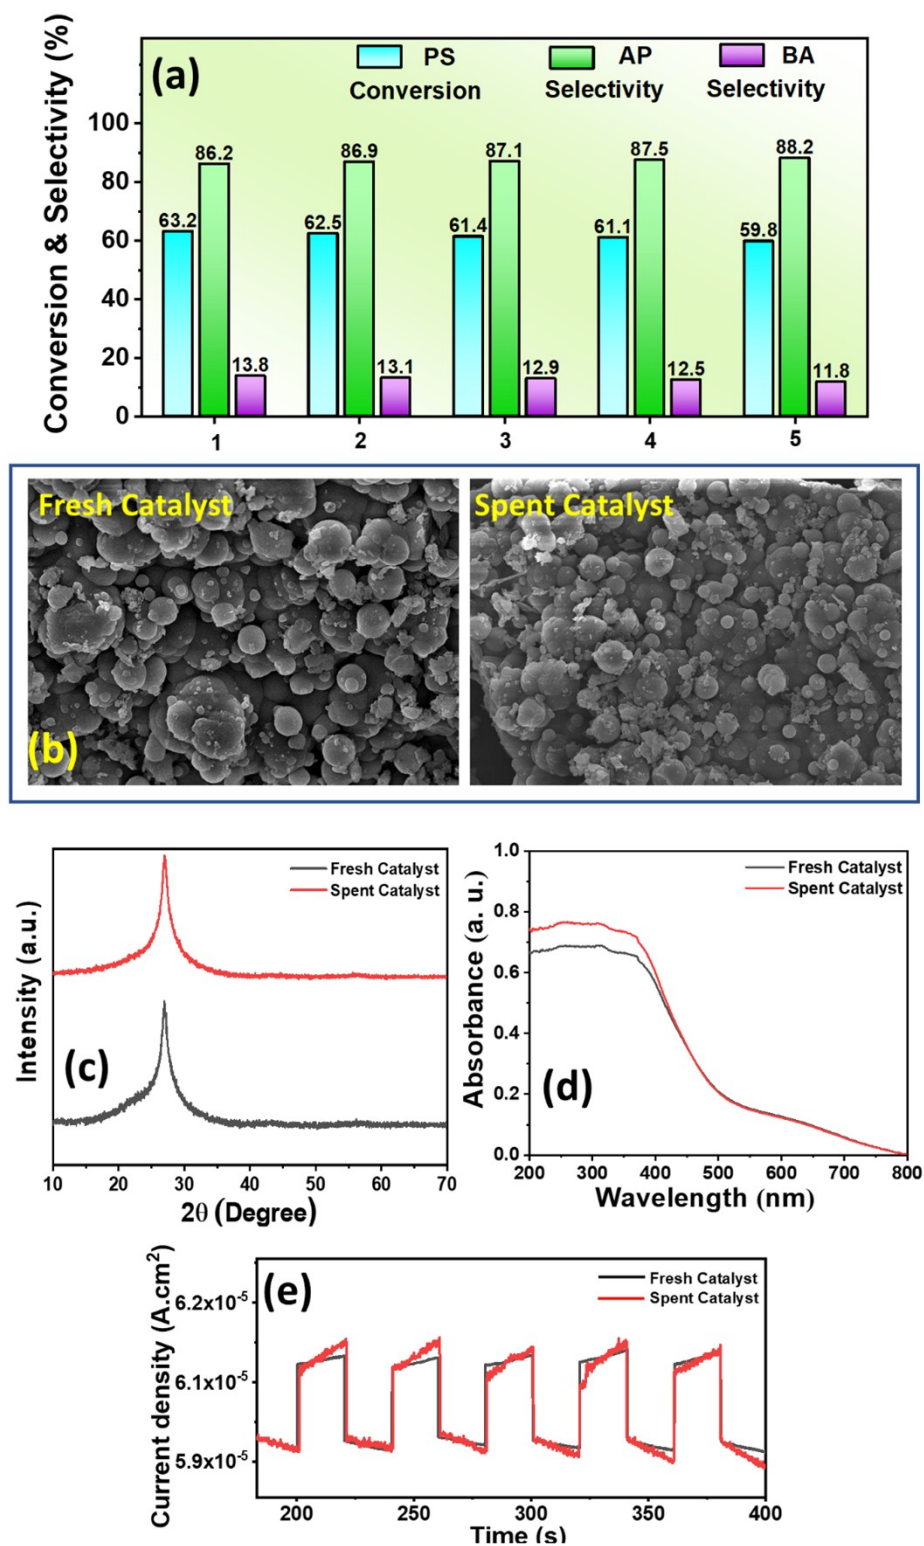 (a)
PS
Conversion
AP
Selectivity
BA
Selectivity
Conversion & Selectivity (%)
100
80
60
40
20
0
63.2
86.2
13.8
62.5
86.9
13.1
61.4
87.1
12.9
61.1
87.5
12.5
59.8
88.2
11.8
1 2 3 4 5
Fresh Catalyst
Spent Catalyst
(b)
Fresh Catalyst
Spent Catalyst
Intensity (a.u.)
(c)
10 20 30 40 50 60 70
2θ (Degree)
Fresh Catalyst
Spent Catalyst
Absorbance (a. u.)
1.0
0.8
0.6
0.4
0.2
0.0
(d)
200 300 400 500 600 700 800
Wavelength (nm)
(e)
Fresh Catalyst
Spent Catalyst
Current density (A.cm²)
6.2x10⁻⁵
6.1x10⁻⁵
5.9x10⁻⁵
200 250 300 350 400
Time (s)